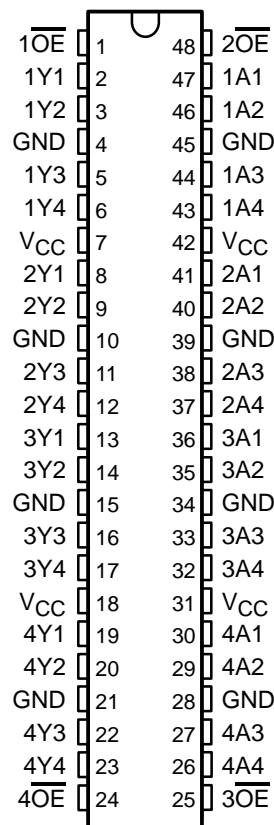 1O̅E̅ 1 48 2O̅E̅
1Y1 2 47 1A1
1Y2 3 46 1A2
GND 4 45 GND
1Y3 5 44 1A3
1Y4 6 43 1A4
VCC 7 42 VCC
2Y1 8 41 2A1
2Y2 9 40 2A2
GND 10 39 GND
2Y3 11 38 2A3
2Y4 12 37 2A4
3Y1 13 36 3A1
3Y2 14 35 3A2
GND 15 34 GND
3Y3 16 33 3A3
3Y4 17 32 3A4
VCC 18 31 VCC
4Y1 19 30 4A1
4Y2 20 29 4A2
GND 21 28 GND
4Y3 22 27 4A3
4Y4 23 26 4A4
4O̅E̅ 24 25 3O̅E̅